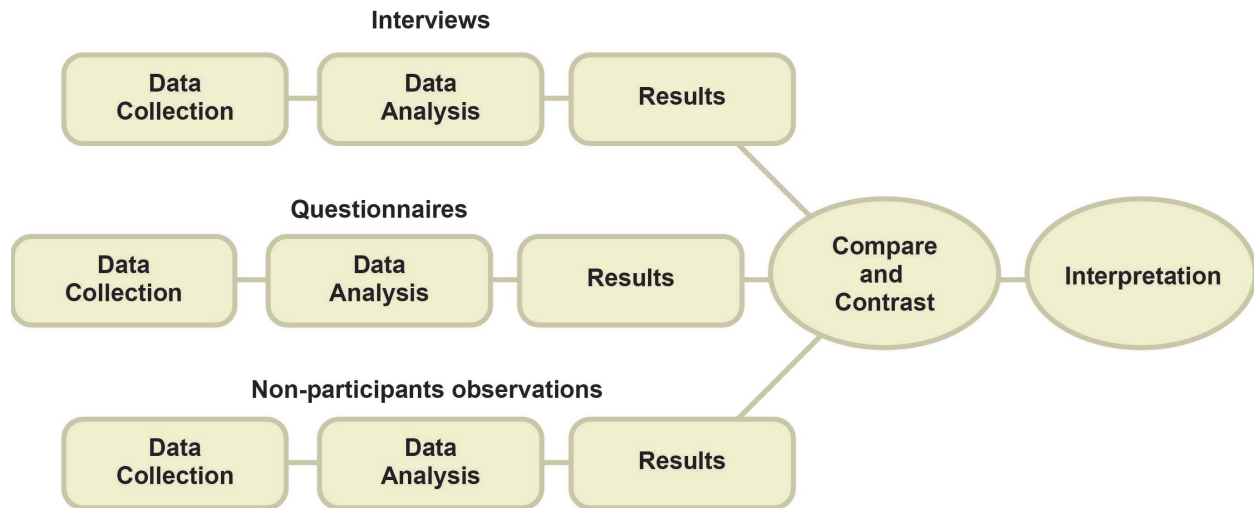 Interviews
Data
Collection
Data
Analysis
Results
Questionnaires
Data
Collection
Data
Analysis
Results
Non-participants observations
Data
Collection
Data
Analysis
Results
Compare
and
Contrast
Interpretation